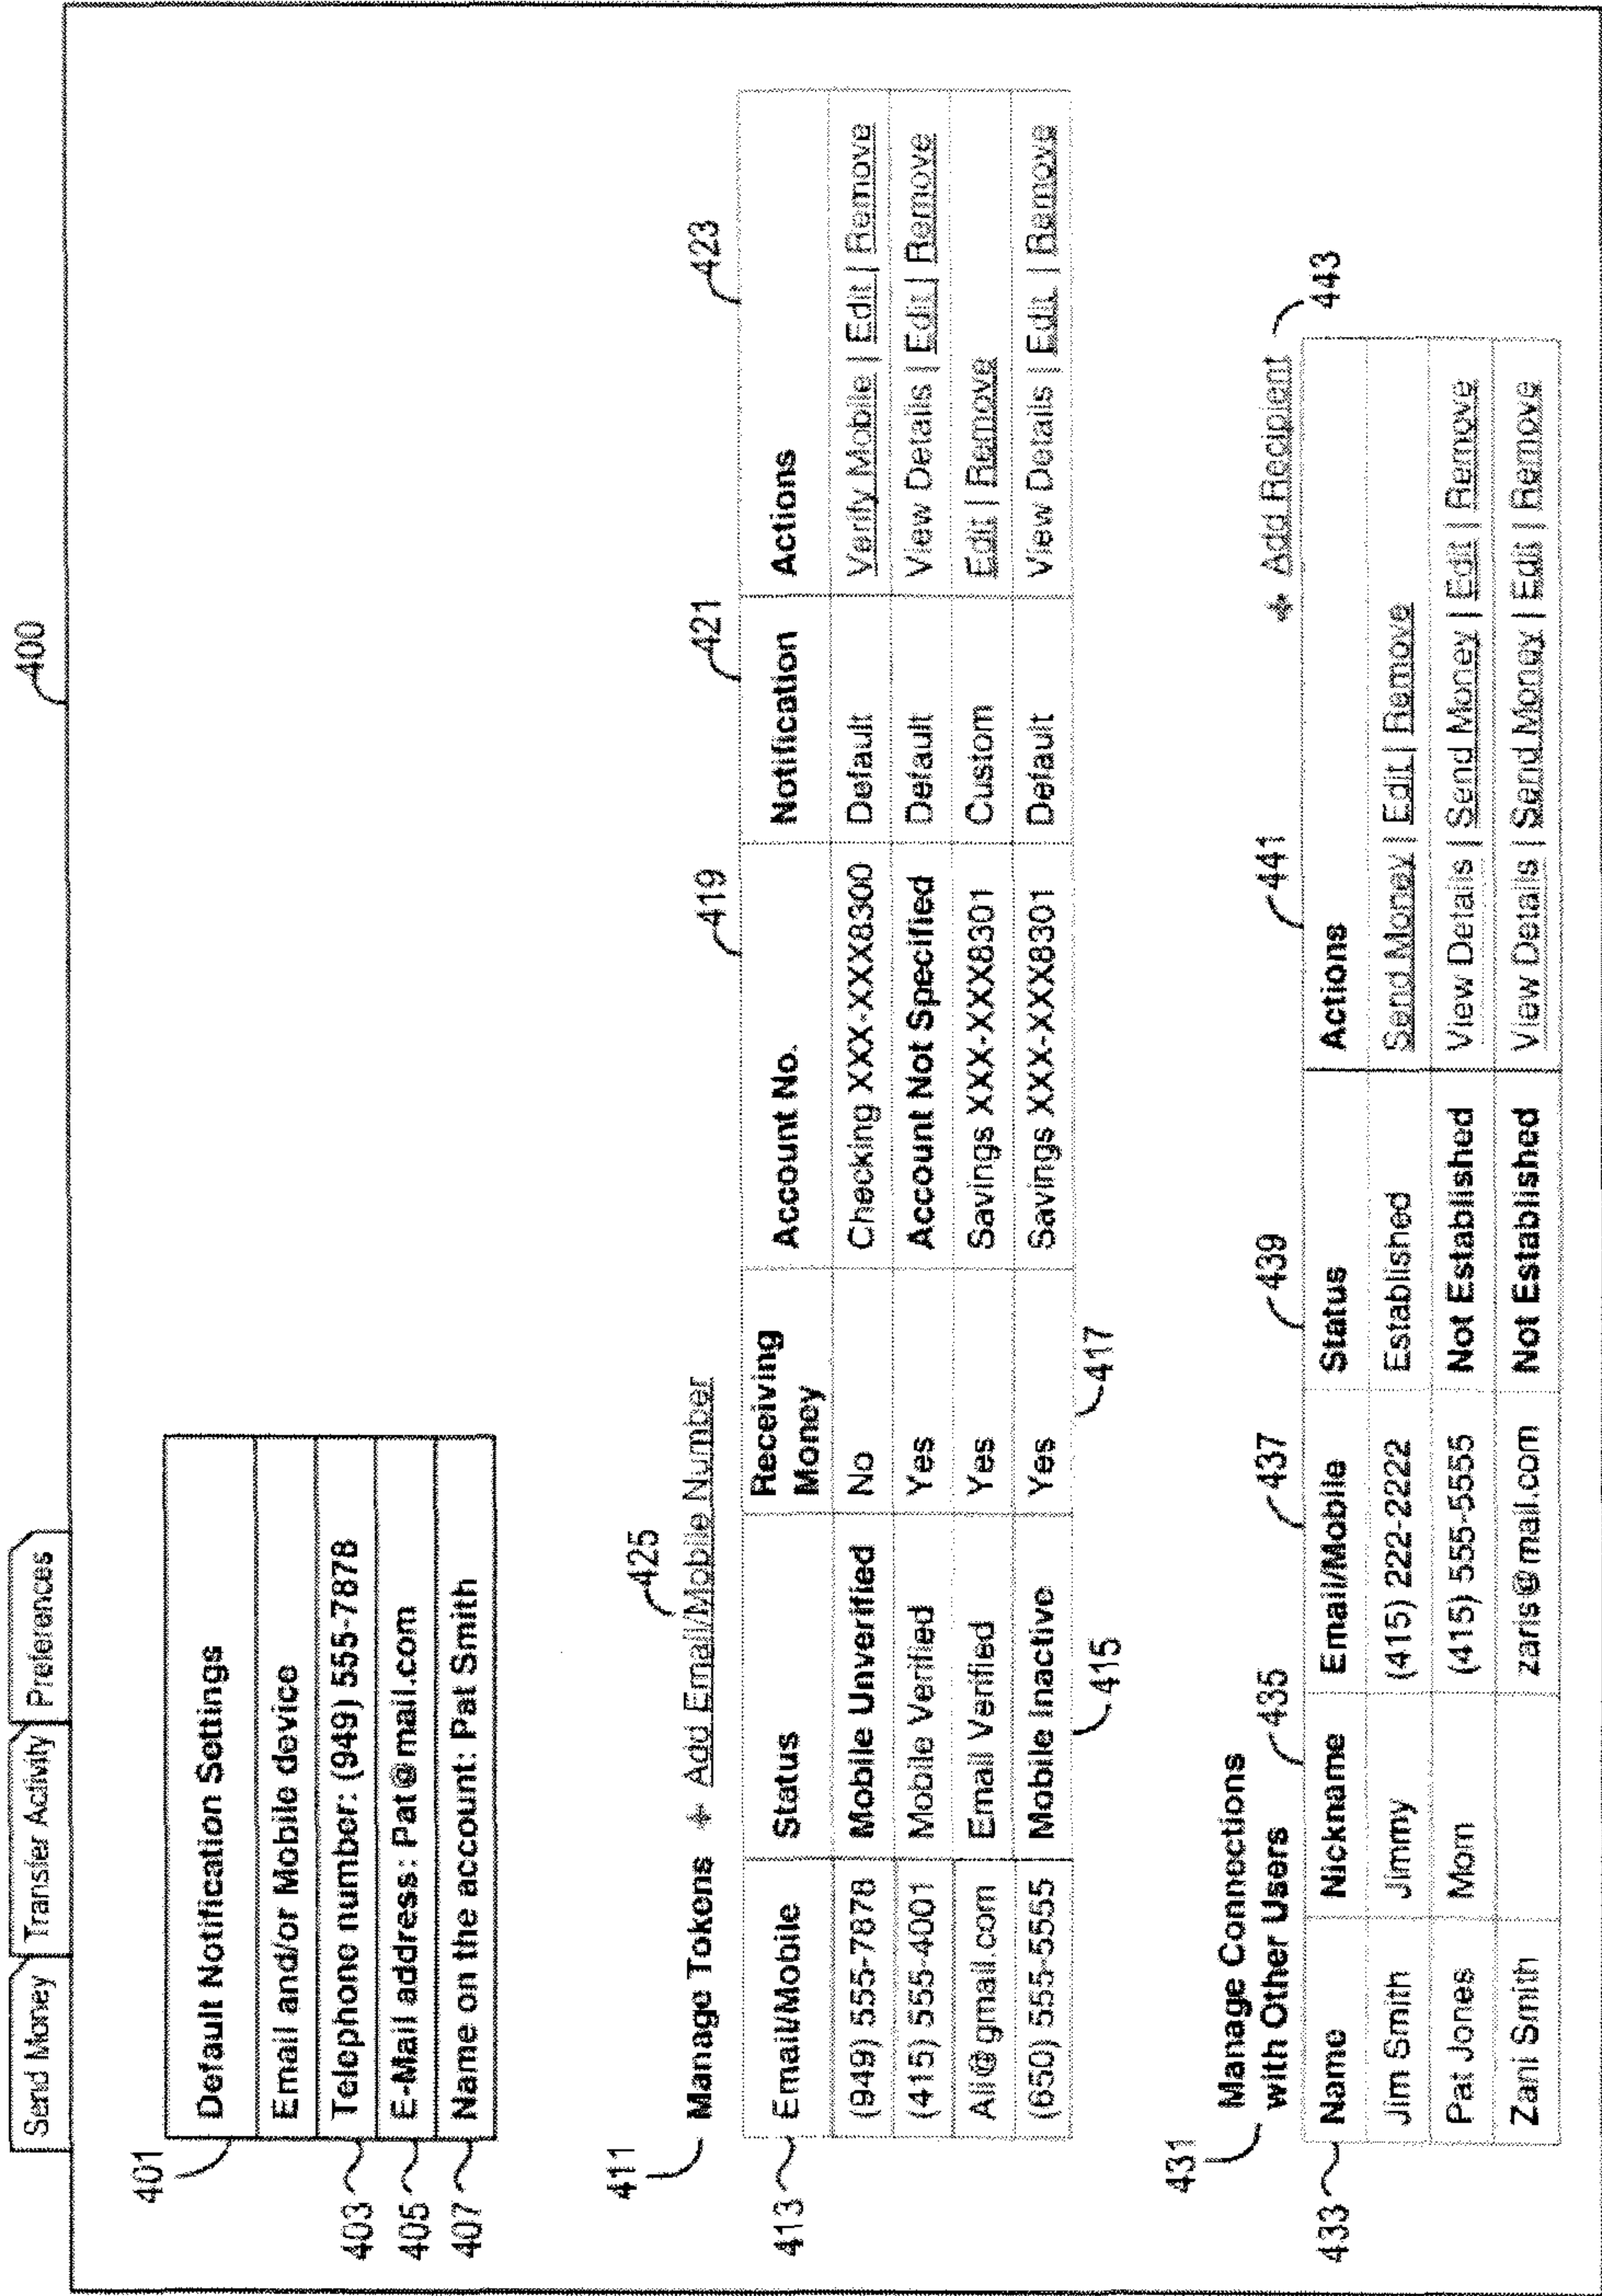 400
Send Money Transfer Activity Preferences
401
Default Notification Settings
Email and/or Mobile device
403 Telephone number: (949) 555-7878
405 E-Mail address: Pat@mail.com
407 Name on the account: Pat Smith
411 Manage Tokens + Add Email/Mobile Number 425
419 421 423
413 Email/Mobile Status Receiving Money Account No. Notification Actions
(949) 555-7878 Mobile Unverified No Checking XXX-XXX8300 Default Verify Mobile | Edit | Remove
(415) 555-4001 Mobile Verified Yes Account Not Specified Default View Details | Edit | Remove
Ali@gmail.com Email Verified Yes Savings XXX-XXX8301 Custom Edit | Remove
(650) 555-5555 Mobile Inactive Yes Savings XXX-XXX8301 Default View Details | Edit | Remove
415 417
431 Manage Connections
with Other Users 435 437 439 441 + Add Recipient 443
433 Name Nickname Email/Mobile Status Actions
Jim Smith Jimmy (415) 222-2222 Established Send Money | Edit | Remove
Pat Jones Mom (415) 555-5555 Not Established View Details | Send Money | Edit | Remove
Zani Smith zaris@mail.com Not Established View Details | Send Money | Edit | Remove